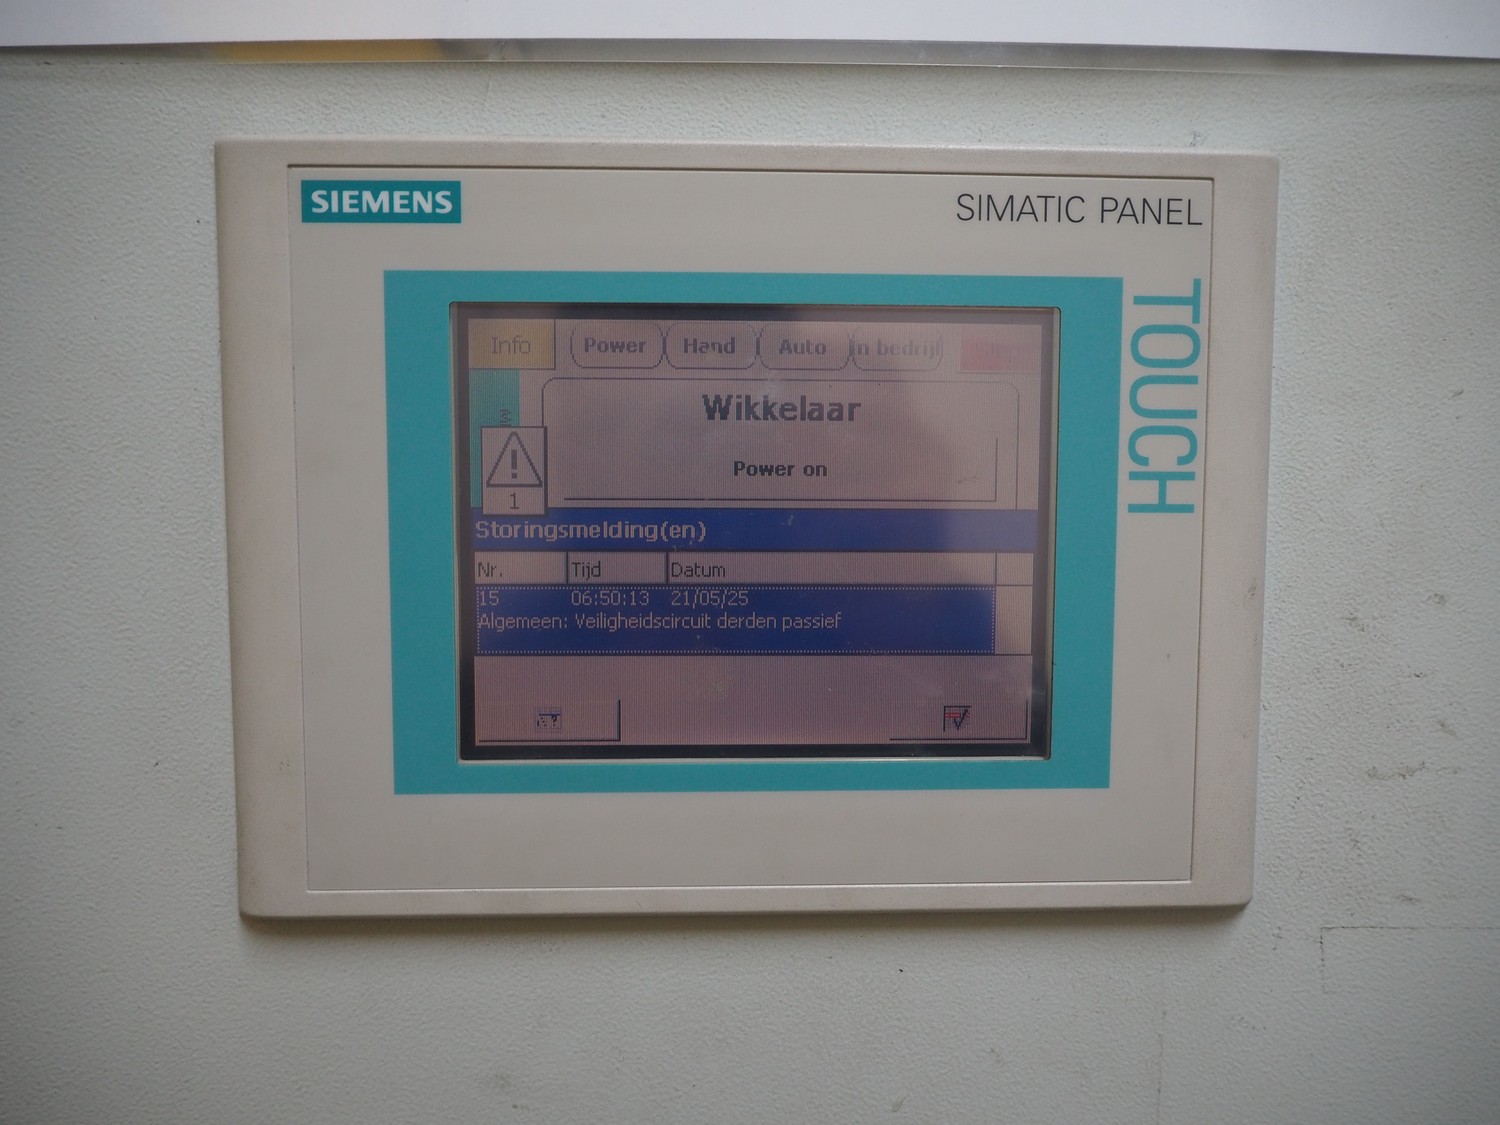 SIEMENS
SIMATIC PANEL
TOUCH
Info
Power
Hand
Auto
In bedrijf
Wikkelaar
Power on
1
Storingsmelding(en)
Nr. Tijd Datum
15 06:50:13 21/05/25
Algemeen: Veiligheidscircuit derden passief